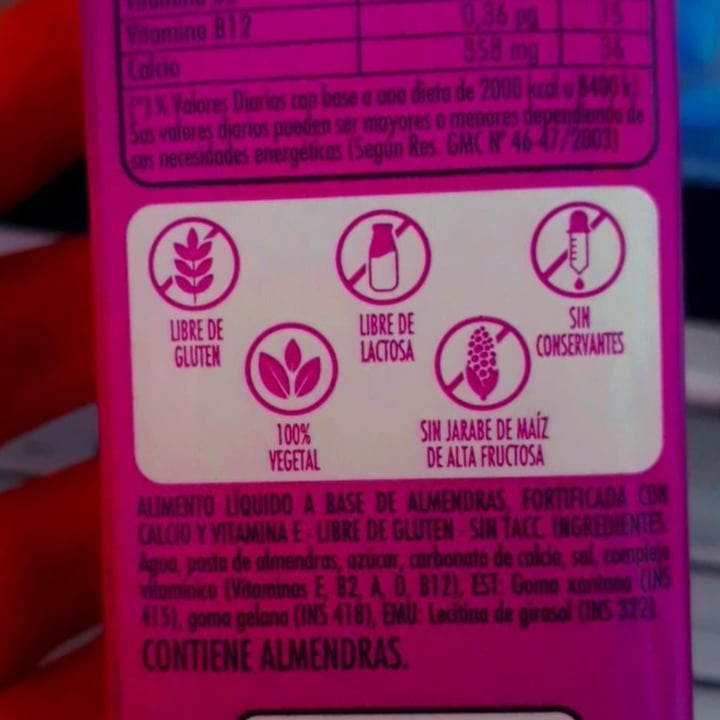 Vitamina B2
Vitamina B12 0,36 µg 15
Calcio 358 mg 36
(*) % Valores Diarios con base a una dieta de 2000 kcal u 8400 kJ.
Sus valores diarios pueden ser mayores o menores dependiendo de
sus necesidades energéticas (Segun Res. GMC Nº 46-47/2003)
LIBRE DE
GLUTEN
LIBRE DE
LACTOSA
SIN
CONSERVANTES
100%
VEGETAL
SIN JARABE DE MAÍZ
DE ALTA FRUCTOSA
ALIMENTO LÍQUIDO A BASE DE ALMENDRAS, FORTIFICADA CON
CALCIO Y VITAMINA E - LIBRE DE GLUTEN - SIN TACC. INGREDIENTES:
Agua, pasta de almendras, azúcar, carbonato de calcio, sal, complejo
vitamínico (Vitaminas E, B2, A, D, B12), EST: Goma xantana (INS
415), goma gelana (INS 418), EMU: Lecitina de girasol (INS 322).
CONTIENE ALMENDRAS.